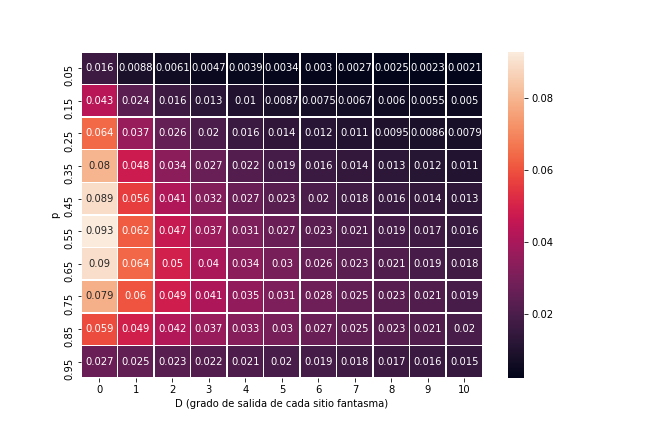 0.05 0.016 0.0088 0.0061 0.0047 0.0039 0.0034 0.003 0.0027 0.0025 0.0023 0.0021
0.15 0.043 0.024 0.016 0.013 0.01 0.0087 0.0075 0.0067 0.006 0.0055 0.005
0.25 0.064 0.037 0.026 0.02 0.016 0.014 0.012 0.011 0.0095 0.0086 0.0079
0.35 0.08 0.048 0.034 0.027 0.022 0.019 0.016 0.014 0.013 0.012 0.011
0.45 0.089 0.056 0.041 0.032 0.027 0.023 0.02 0.018 0.016 0.014 0.013
p
0.55 0.093 0.062 0.047 0.037 0.031 0.027 0.023 0.021 0.019 0.017 0.016
0.65 0.09 0.064 0.05 0.04 0.034 0.03 0.026 0.023 0.021 0.019 0.018
0.75 0.079 0.06 0.049 0.041 0.035 0.031 0.028 0.025 0.023 0.021 0.019
0.85 0.059 0.049 0.042 0.037 0.033 0.03 0.027 0.025 0.023 0.021 0.02
0.95 0.027 0.025 0.023 0.022 0.021 0.02 0.019 0.018 0.017 0.016 0.015
0 1 2 3 4 5 6 7 8 9 10
D (grado de salida de cada sitio fantasma)
0.08
0.06
0.04
0.02